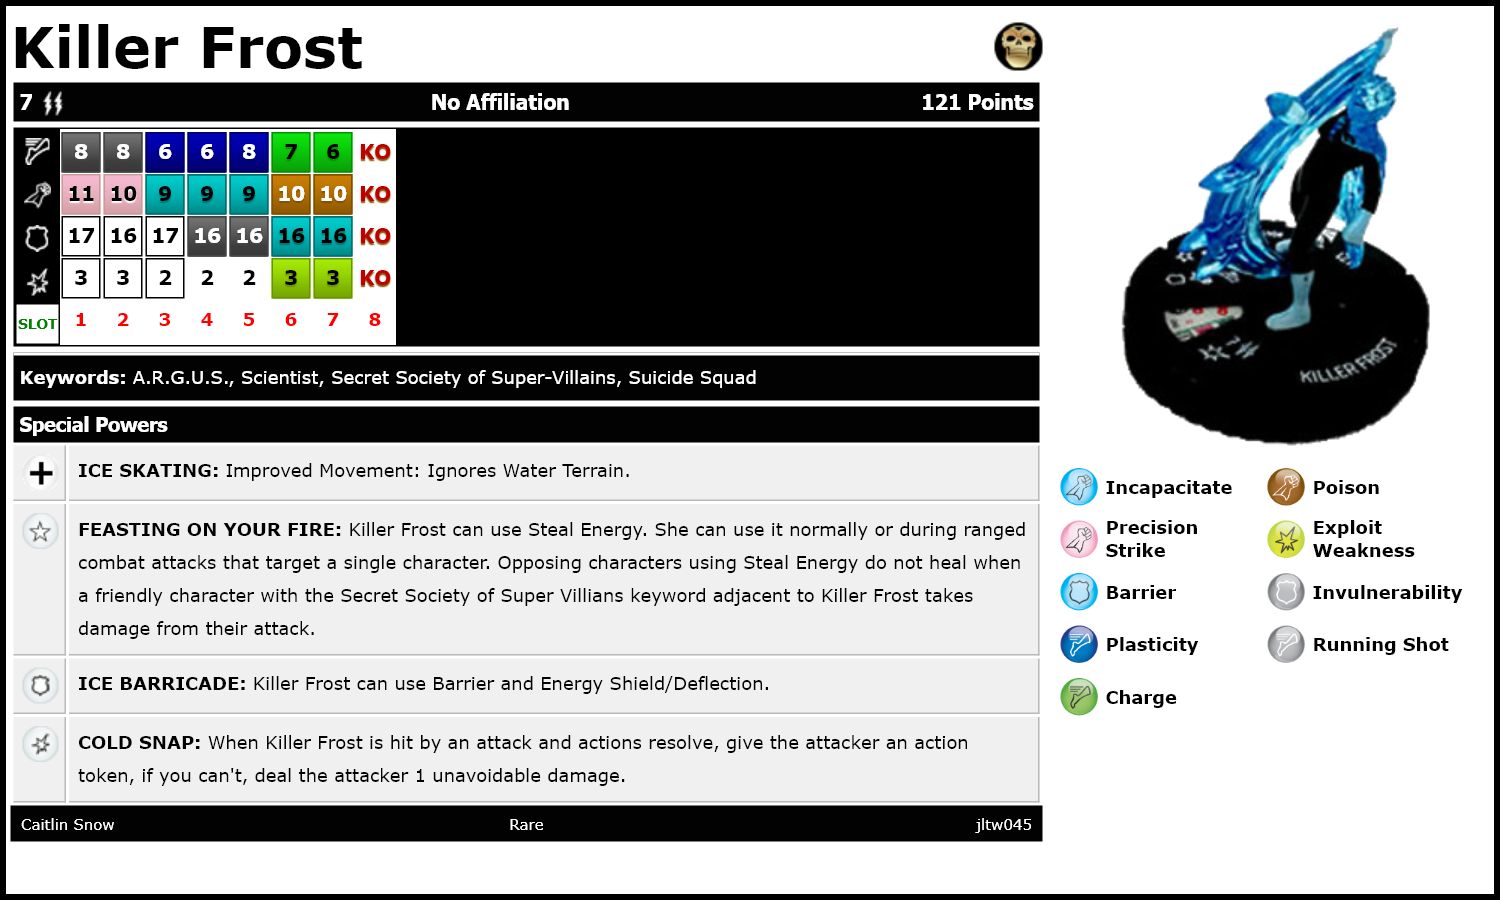 Killer Frost
7 No Affiliation 121 Points
8 8 6 6 8 7 6 KO
11 10 9 9 9 10 10 KO
17 16 17 16 16 16 16 KO
3 3 2 2 2 3 3 KO
SLOT 1 2 3 4 5 6 7 8
Keywords: A.R.G.U.S., Scientist, Secret Society of Super-Villains, Suicide Squad
Special Powers
ICE SKATING: Improved Movement: Ignores Water Terrain.
FEASTING ON YOUR FIRE: Killer Frost can use Steal Energy. She can use it normally or during ranged
combat attacks that target a single character. Opposing characters using Steal Energy do not heal when
a friendly character with the Secret Society of Super Villians keyword adjacent to Killer Frost takes
damage from their attack.
ICE BARRICADE: Killer Frost can use Barrier and Energy Shield/Deflection.
COLD SNAP: When Killer Frost is hit by an attack and actions resolve, give the attacker an action
token, if you can't, deal the attacker 1 unavoidable damage.
Caitlin Snow Rare jltw045
KILLER FROST
Incapacitate Poison
Precision
Strike
Exploit
Weakness
Barrier Invulnerability
Plasticity Running Shot
Charge